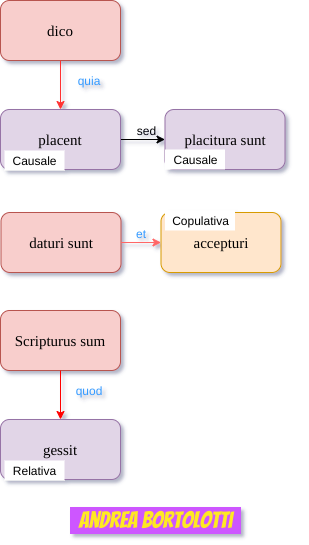 dico
quia
placent
Causale
sed
placitura sunt
Causale
daturi sunt
et
Copulativa
accepturi
Scripturus sum
quod
gessit
Relativa
ANDREA BORTOLOTTI